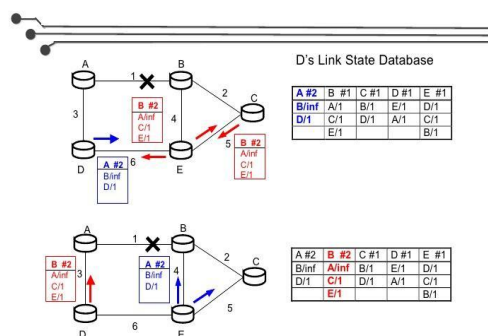 D's Link State Database
A
1
B
2
C
3
4
5
6
D
E
B #2
A/inf
C/1
E/1
A #2
B/inf
D/1
B #2
A/inf
C/1
E/1
A #2 B #1 C #1 D #1 E #1
B/inf A/1 B/1 E/1 D/1
D/1 C/1 D/1 A/1 C/1
E/1 B/1
A
1
B
2
C
3
4
5
6
D
E
B #2
A/inf
C/1
E/1
A #2
B/inf
D/1
A #2 B #2 C #1 D #1 E #1
B/inf A/inf B/1 E/1 D/1
D/1 C/1 D/1 A/1 C/1
E/1 B/1